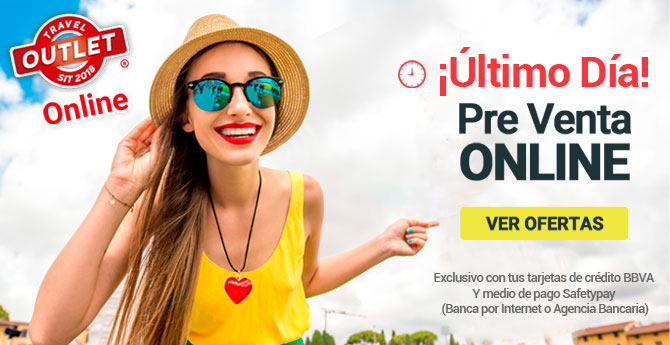 TRAVEL
OUTLET
SIT 2018
®
Online
¡Último Día!
Pre Venta
ONLINE
VER OFERTAS
Exclusivo con tus tarjetas de crédito BBVA
Y medio de pago Safetypay
(Banca por Internet o Agencia Bancaria)